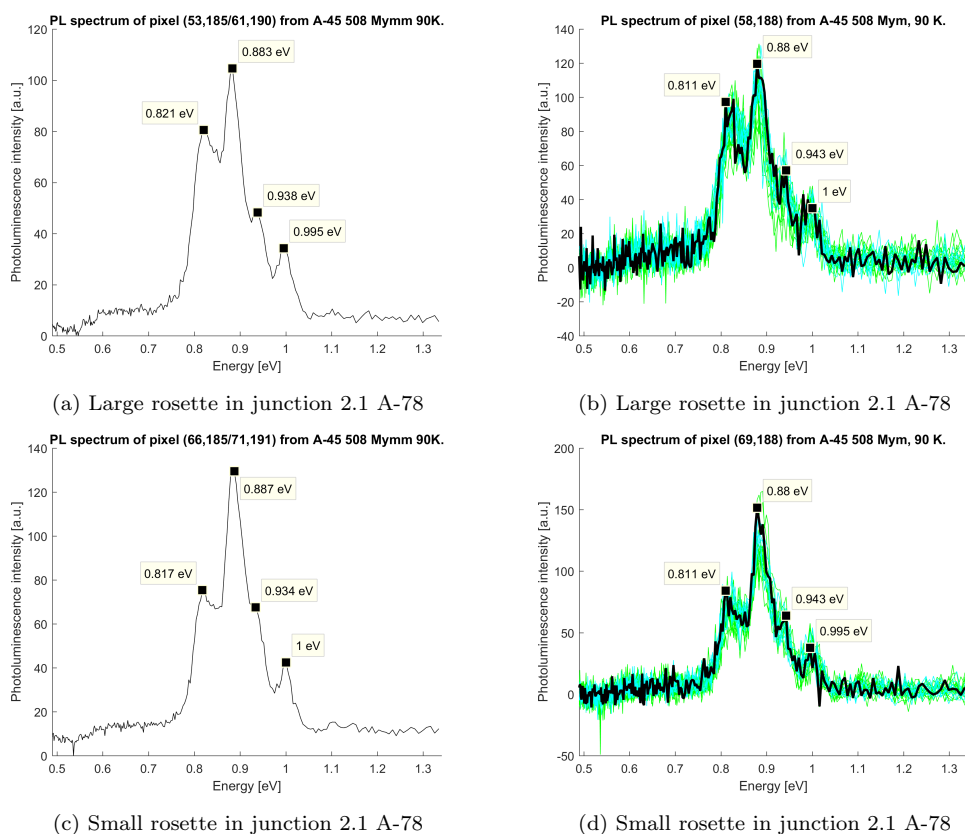 PL spectrum of pixel (53,185/61,190) from A-45 508 Mymm 90K.
120
100
80
60
40
20
0
Photoluminescence intensity [a.u.]
0.883 eV
0.821 eV
0.938 eV
0.995 eV
0.5 0.6 0.7 0.8 0.9 1 1.1 1.2 1.3
Energy [eV]
(a) Large rosette in junction 2.1 A-78
PL spectrum of pixel (58,188) from A-45 508 Mym, 90 K.
140
120
100
80
60
40
20
0
-20
-40
Photoluminescence intensity [a.u.]
0.88 eV
0.811 eV
0.943 eV
1 eV
0.5 0.6 0.7 0.8 0.9 1 1.1 1.2 1.3
Energy [eV]
(b) Large rosette in junction 2.1 A-78
PL spectrum of pixel (66,185/71,191) from A-45 508 Mymm 90K.
140
120
100
80
60
40
20
0
Photoluminescence intensity [a.u.]
0.887 eV
0.817 eV
0.934 eV
1 eV
0.5 0.6 0.7 0.8 0.9 1 1.1 1.2 1.3
Energy [eV]
(c) Small rosette in junction 2.1 A-78
PL spectrum of pixel (69,188) from A-45 508 Mym, 90 K.
200
150
100
50
0
-50
Photoluminescence intensity [a.u.]
0.88 eV
0.811 eV
0.943 eV
0.995 eV
0.5 0.6 0.7 0.8 0.9 1 1.1 1.2 1.3
Energy [eV]
(d) Small rosette in junction 2.1 A-78